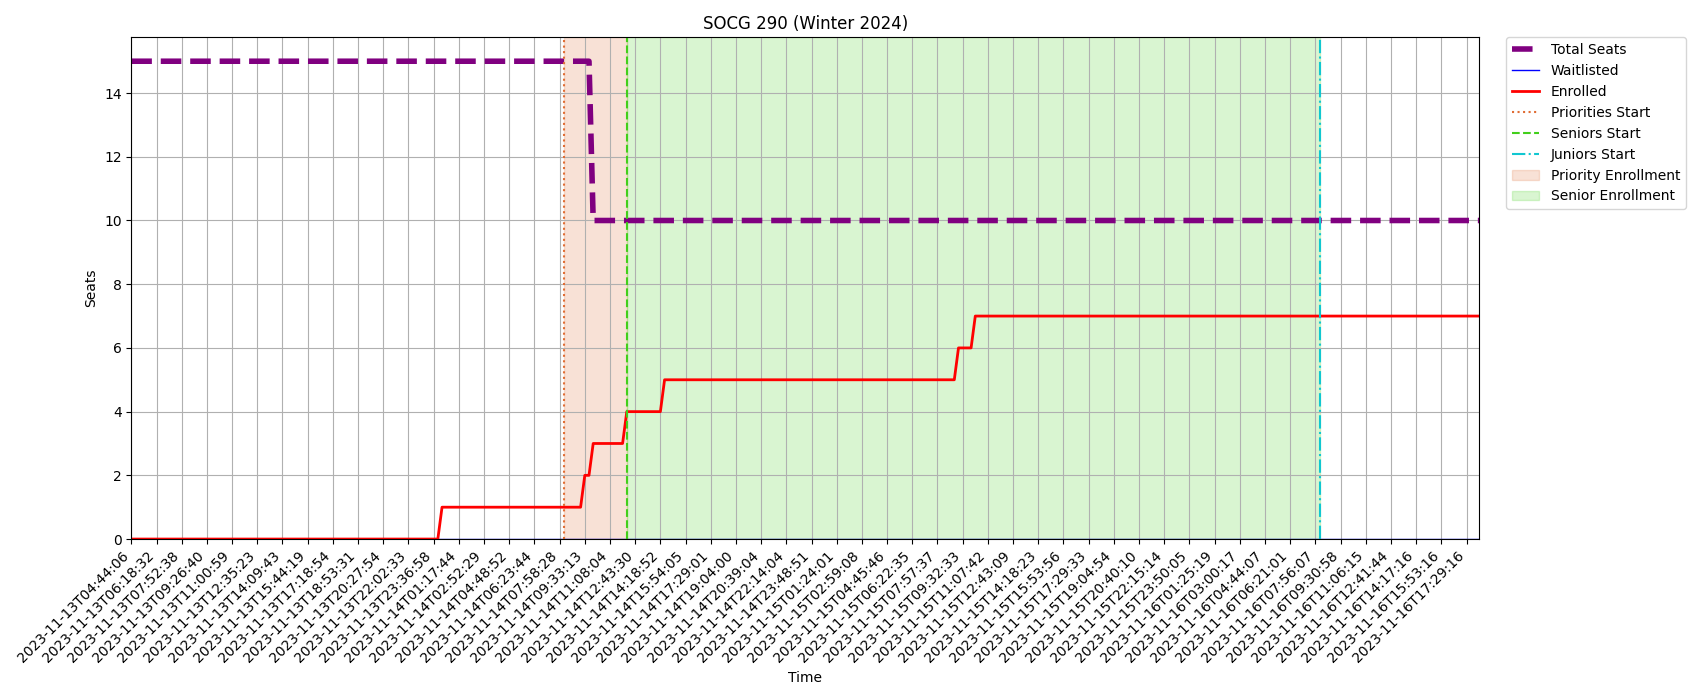 SOCG 290 (Winter 2024)
Total Seats
Waitlisted
Enrolled
Priorities Start
Seniors Start
Juniors Start
Priority Enrollment
Senior Enrollment
Seats
14
12
10
8
6
4
2
0
2023-11-13T04:44:06
2023-11-13T06:18:32
2023-11-13T07:52:38
2023-11-13T09:26:40
2023-11-13T11:00:59
2023-11-13T12:35:23
2023-11-13T14:09:43
2023-11-13T15:44:19
2023-11-13T17:18:54
2023-11-13T18:53:31
2023-11-13T20:27:54
2023-11-13T22:02:33
2023-11-13T23:36:58
2023-11-14T01:17:44
2023-11-14T02:52:29
2023-11-14T04:48:52
2023-11-14T06:23:44
2023-11-14T07:58:28
2023-11-14T09:33:13
2023-11-14T11:08:04
2023-11-14T12:43:30
2023-11-14T14:18:52
2023-11-14T15:54:05
2023-11-14T17:29:01
2023-11-14T19:04:00
2023-11-14T20:39:04
2023-11-14T22:14:04
2023-11-14T23:48:51
2023-11-15T01:24:01
2023-11-15T02:59:08
2023-11-15T04:45:46
2023-11-15T06:22:35
2023-11-15T07:57:37
2023-11-15T09:32:33
2023-11-15T11:07:42
2023-11-15T12:43:09
2023-11-15T14:18:23
2023-11-15T15:53:56
2023-11-15T17:29:33
2023-11-15T19:04:54
2023-11-15T20:40:10
2023-11-15T22:15:14
2023-11-15T23:50:05
2023-11-16T01:25:19
2023-11-16T03:00:17
2023-11-16T04:44:07
2023-11-16T06:21:01
2023-11-16T07:56:07
2023-11-16T09:30:58
2023-11-16T11:06:15
2023-11-16T12:41:44
2023-11-16T14:17:16
2023-11-16T15:53:16
2023-11-16T17:29:16
Time